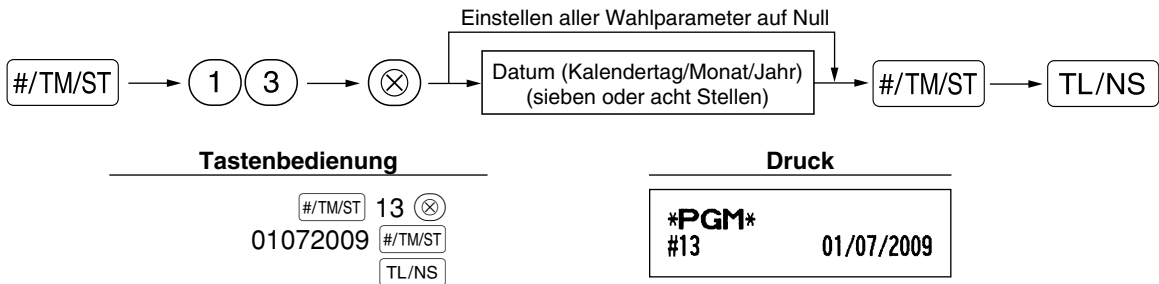 Einstellen aller Wahlparameter auf Null
#/TM/ST 1 3 ⊗ Datum (Kalendertag/Monat/Jahr) #/TM/ST TL/NS
(sieben oder acht Stellen)
Tastenbedienung
#/TM/ST 13 ⊗
01072009 #/TM/ST
TL/NS
Druck
*PGM*
#13 01/07/2009